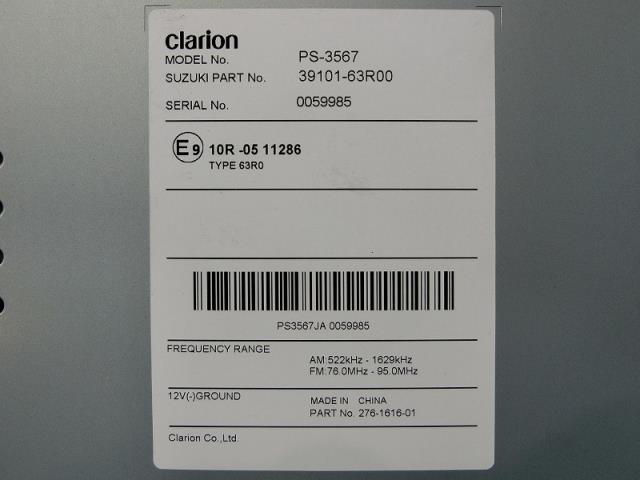 clarion
MODEL No. PS-3567
SUZUKI PART No. 39101-63R00
SERIAL No. 0059985
E9 10R -05 11286
TYPE 63R0
PS3567JA 0059985
FREQUENCY RANGE
AM:522kHz - 1629kHz
FM:76.0MHz - 95.0MHz
12V(-)GROUND MADE IN CHINA
PART No. 276-1616-01
Clarion Co.,Ltd.